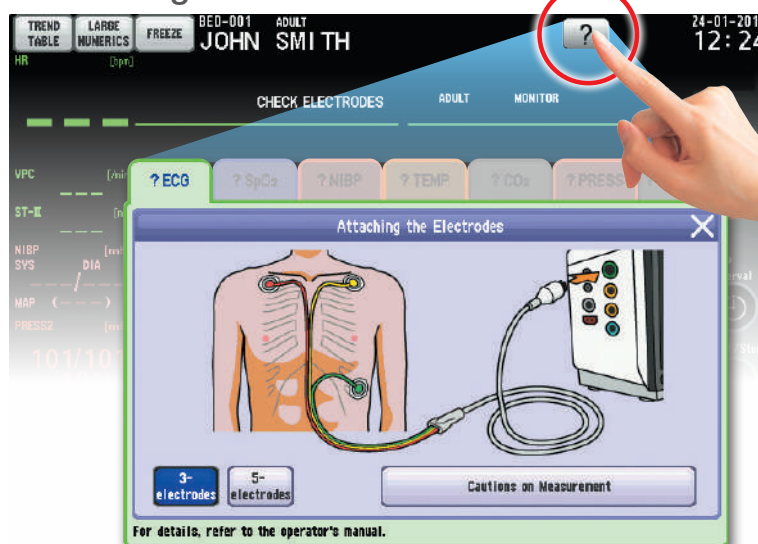 TREND TABLE
LARGE NUMERICS
FREEZE
BED-001 ADULT
JOHN SMITH
?
24-01-201
12:24
HR [bpm]
CHECK ELECTRODES ADULT MONITOR
VPC
? ECG
? SpO₂
? NIBP
? TEMP
? CO₂
? PRESS
ST-II
Attaching the Electrodes
NIBP
SYS DIA
MAP (--- )
PRESS2
101/101
3-electrodes
5-electrodes
Cautions on Measurement
For details, refer to the operator's manual.